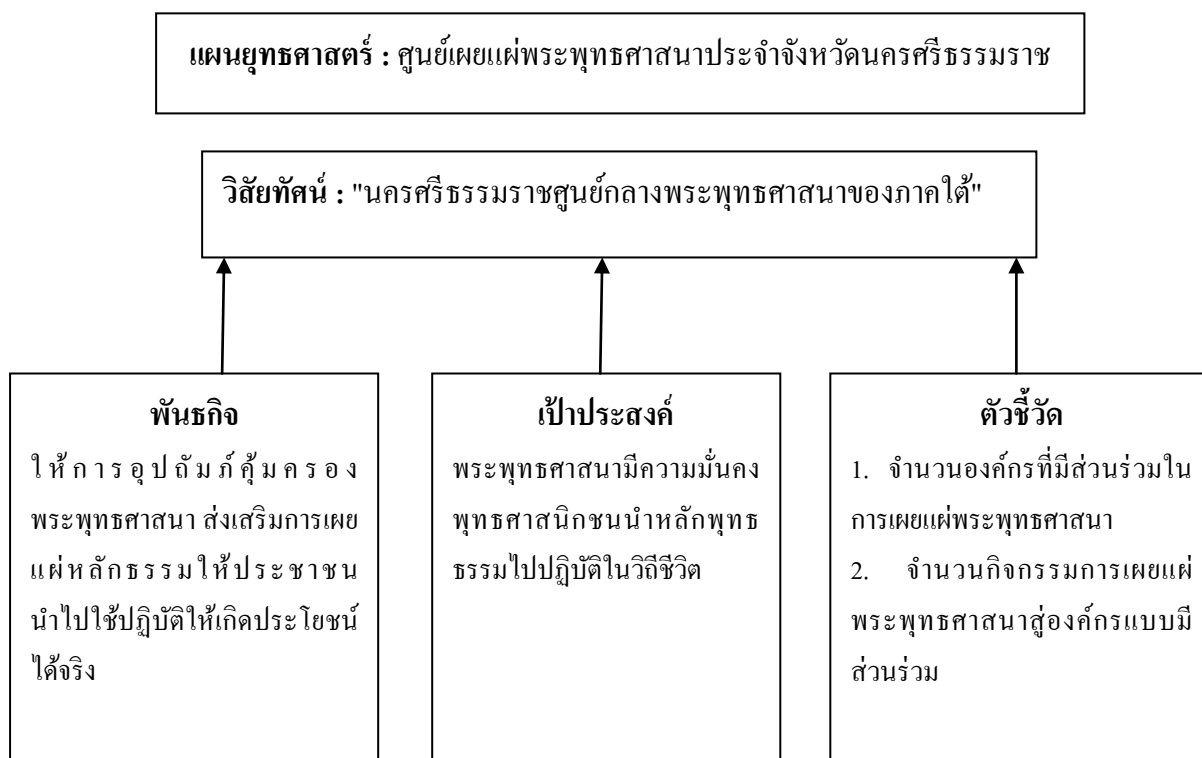 แผนยุทธศาสตร์ : ศูนย์เผยแผ่พระพุทธศาสนาประจำจังหวัดนครศรีธรรมราช
วิสัยทัศน์ : "นครศรีธรรมราชศูนย์กลางพระพุทธศาสนาของภาคใต้"
พันธกิจ
ให้การอุปถัมภ์คุ้มครอง
พระพุทธศาสนา ส่งเสริมการเผย
แผ่หลักธรรมให้ประชาชน
นำไปใช้ปฏิบัติให้เกิดประโยชน์
ได้จริง
เป้าประสงค์
พระพุทธศาสนามีความมั่นคง
พุทธศาสนิกชนนำหลักพุทธ
ธรรมไปปฏิบัติในวิถีชีวิต
ตัวชี้วัด
1. จำนวนองค์กรที่มีส่วนร่วมใน
การเผยแผ่พระพุทธศาสนา
2. จำนวนกิจกรรมการเผยแผ่
พระพุทธศาสนาสู่องค์กรแบบมี
ส่วนร่วม